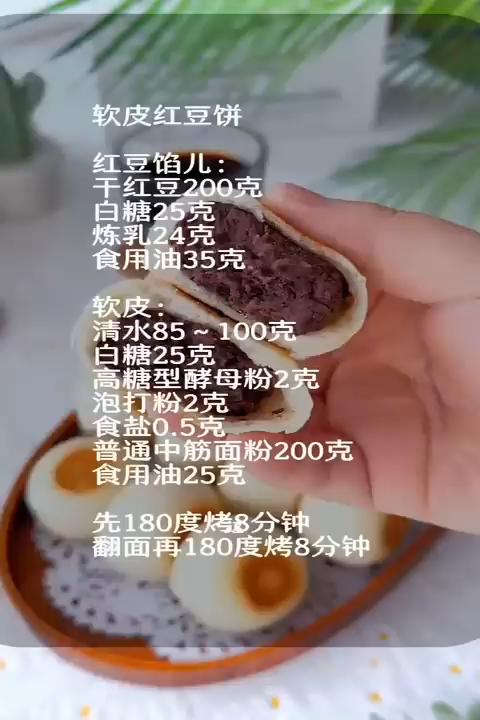 软皮红豆饼
红豆馅儿：
干红豆200克
白糖25克
炼乳24克
食用油35克
软皮：
清水85~100克
白糖25克
高糖型酵母粉2克
泡打粉2克
食盐0.5克
普通中筋面粉200克
食用油25克
先180度烤8分钟
翻面再180度烤8分钟